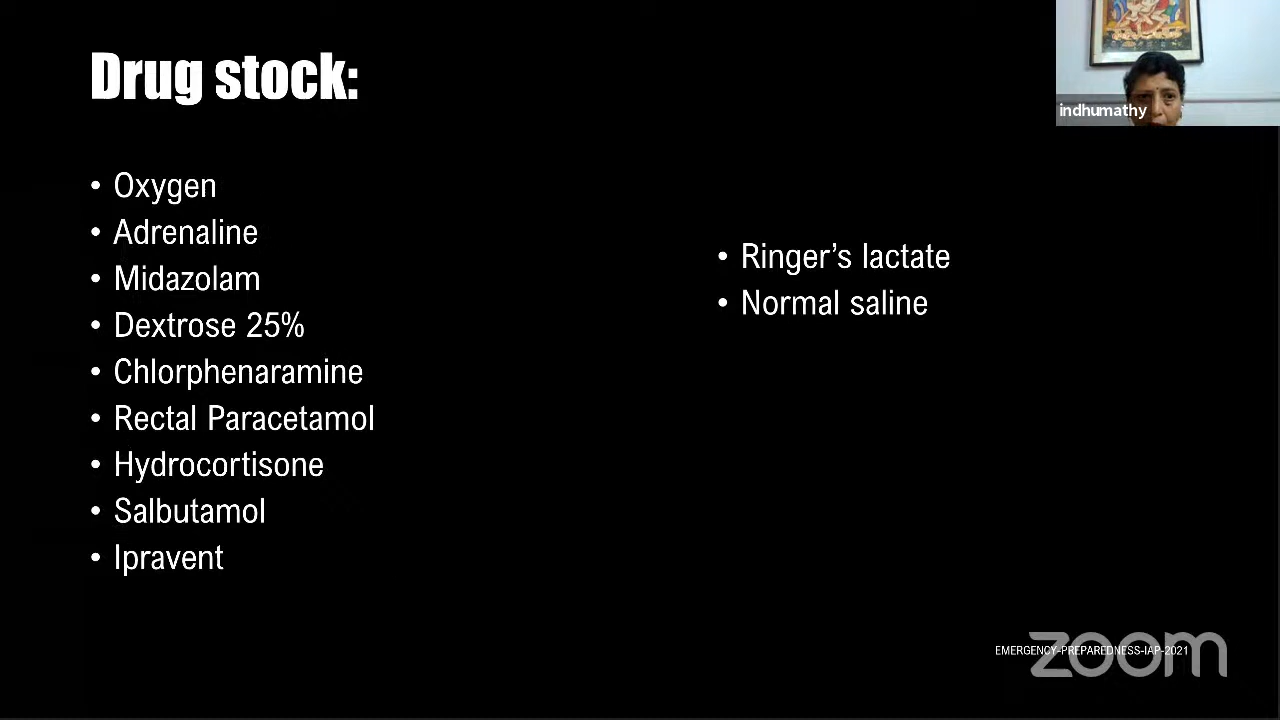 Drug stock:
indhumathy
• Oxygen
• Adrenaline
• Midazolam
• Dextrose 25%
• Chlorphenaramine
• Rectal Paracetamol
• Hydrocortisone
• Salbutamol
• Ipravent
• Ringer’s lactate
• Normal saline
EMERGENCY-PREPAREDNESS-IAP-2021
zoom